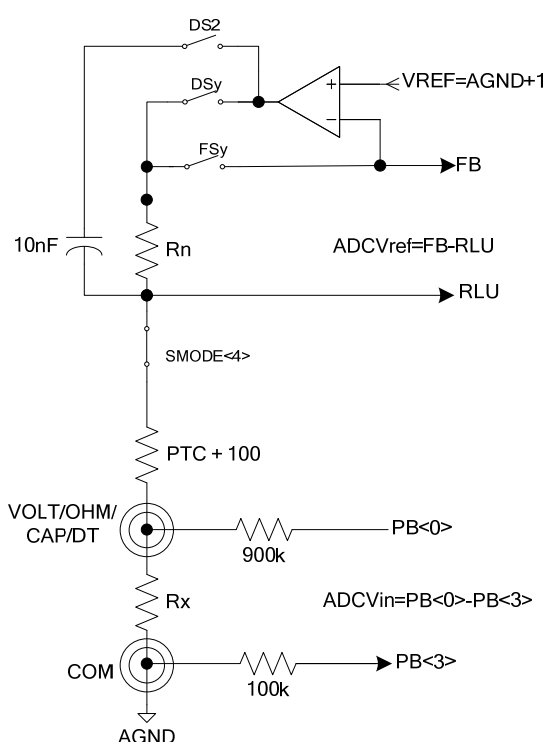 DS2
DSy
+
VREF=AGND+1
−
FSy
FB
10nF
Rn
ADCVref=FB-RLU
RLU
SMODE<4>
PTC + 100
VOLT/OHM/
CAP/DT
PB<0>
900k
Rx
ADCVin=PB<0>-PB<3>
COM
PB<3>
100k
AGND